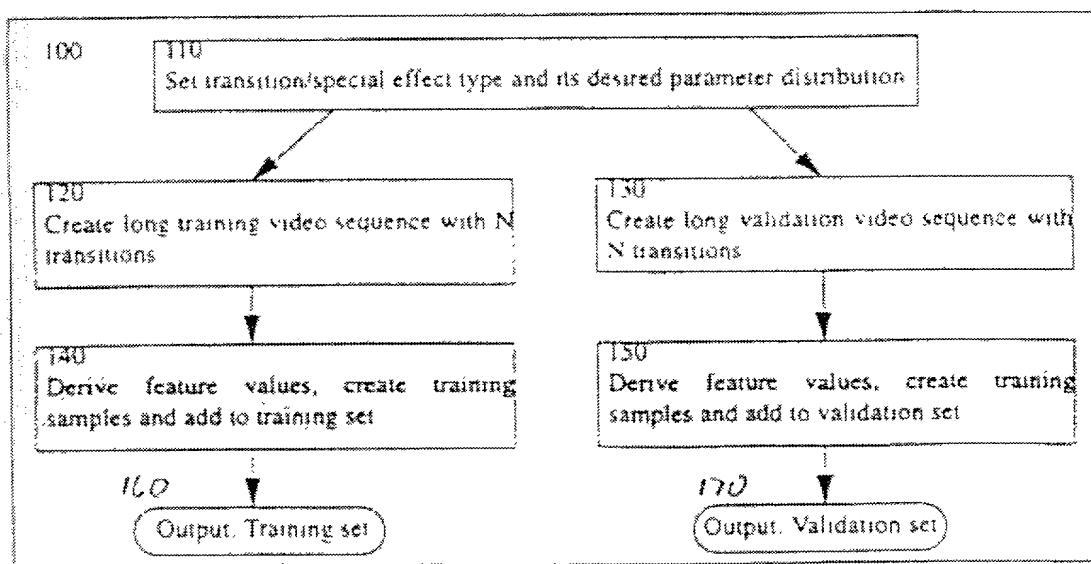 100
110
Set transition/special effect type and its desired parameter distribution
120
Create long training video sequence with N
transitions
130
Create long validation video sequence with
N transitions
140
Derive feature values, create training
samples and add to training set
150
Derive feature values, create training
samples and add to validation set
160
Output. Training set
170
Output. Validation set